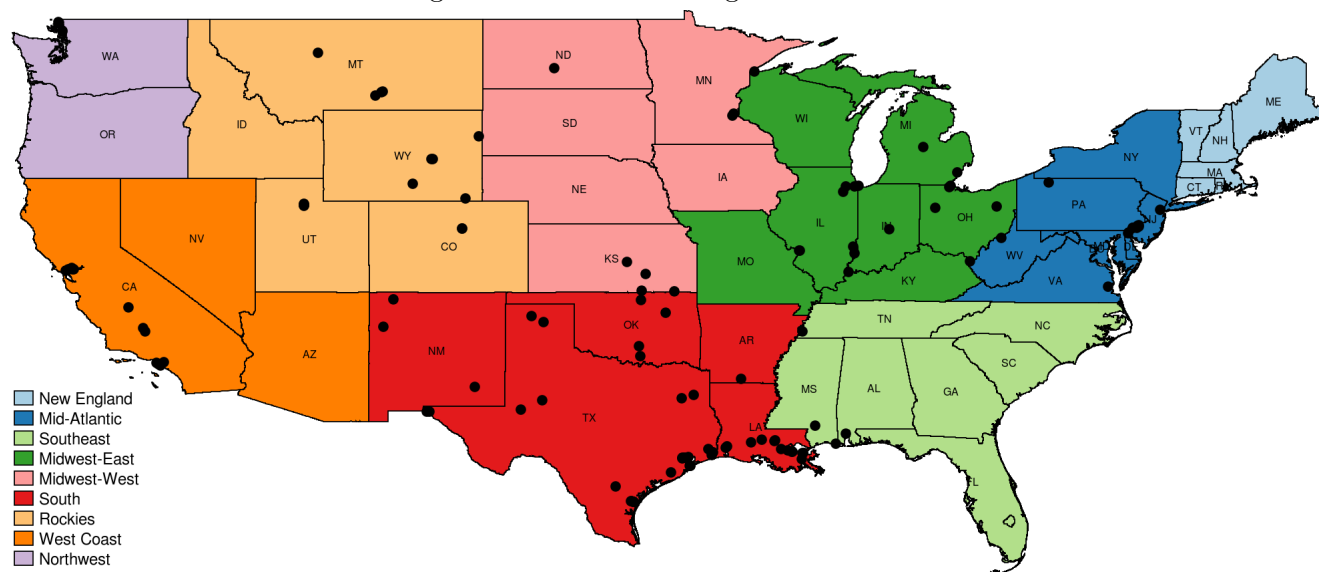 WA
OR
ID
MT
WY
UT
CO
CA
NV
AZ
NM
ND
SD
NE
KS
OK
TX
MN
IA
MO
AR
LA
WI
IL
MI
OH
KY
TN
MS
AL
GA
FL
SC
NC
VA
WV
PA
NY
NJ
VT
NH
ME
MA
CT
New England
Mid-Atlantic
Southeast
Midwest-East
Midwest-West
South
Rockies
West Coast
Northwest